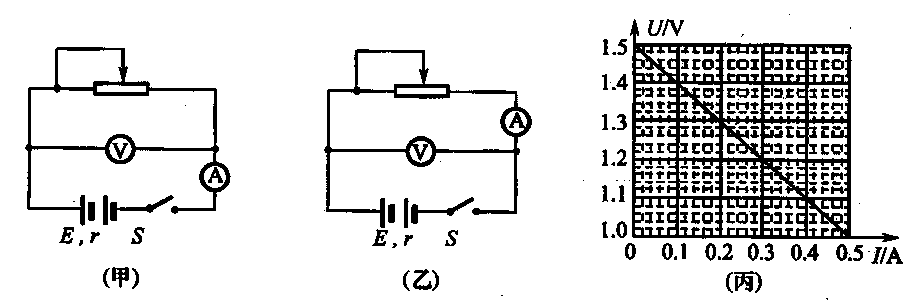 V
A
E, r S
(甲)
A
V
E, r S
(乙)
U/V
1.5
1.4
1.3
1.2
1.1
1.0
0 0.1 0.2 0.3 0.4 0.5 I/A
(丙)